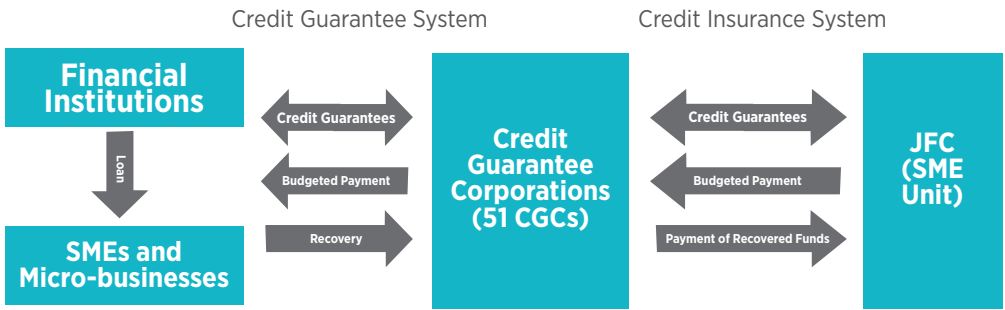 Credit Guarantee System
Credit Insurance System
Financial
Institutions
Loan
SMEs and
Micro-businesses
Credit Guarantees
Budgeted Payment
Recovery
Credit
Guarantee
Corporations
(51 CGCs)
Credit Guarantees
Budgeted Payment
Payment of Recovered Funds
JFC
(SME
Unit)